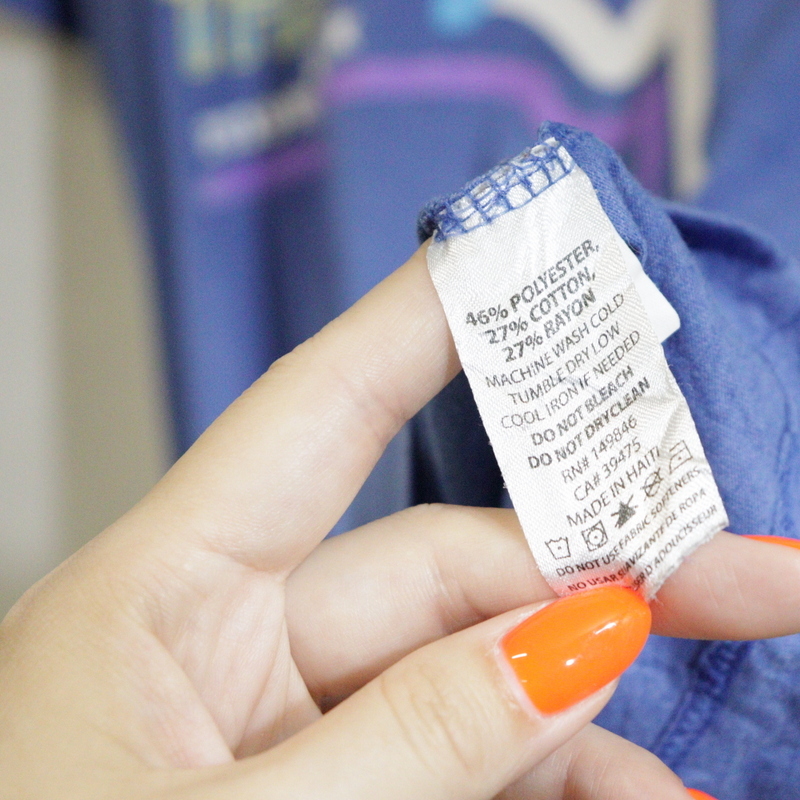 46% POLYESTER,
27% COTTON,
27% RAYON
MACHINE WASH COLD
TUMBLE DRY LOW
COOL IRON IF NEEDED
DO NOT BLEACH
DO NOT DRYCLEAN
RN# 149846
CA# 39475
MADE IN HAITI
DO NOT USE FABRIC SOFTENERS
NO USAR SUAVIZANTE DE ROPA
ADOUCISSEUR